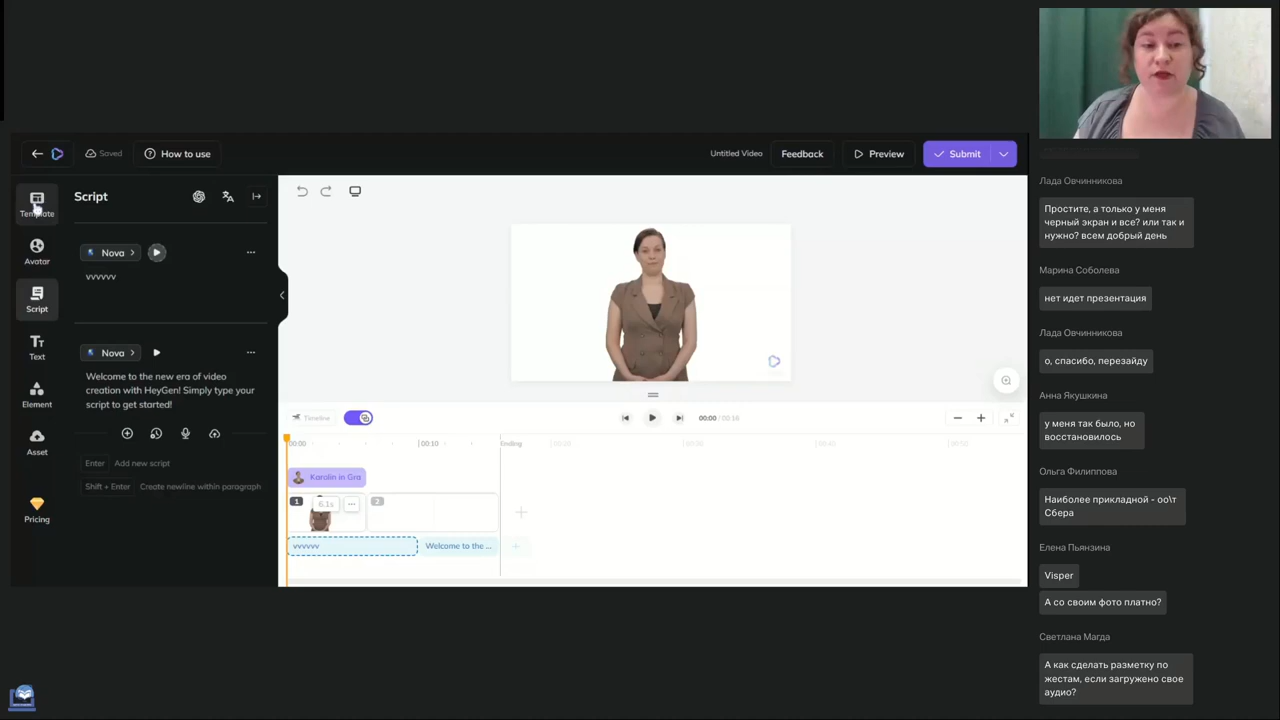 Saved
How to use
Untitled Video
Feedback
Preview
Submit
Template
Avatar
Script
Text
Element
Asset
Pricing
Script
Nova
vvvvvv
Nova
Welcome to the new era of video
creation with HeyGen! Simply type your
script to get started!
Enter
Add new script
Shift + Enter
Create newline within paragraph
Timeline
00:00 / 00:16
00:00
00:10
Ending
Karolin in Gra
1
6.1s
2
vvvvvv
Welcome to the ...
Лада Овчинникова
Простите, а только у меня
черный экран и все? или так и
нужно? всем добрый день
Марина Соболева
нет идет презентация
Лада Овчинникова
о, спасибо, перезайду
Анна Якушкина
у меня так было, но
восстановилось
Ольга Филиппова
Наиболее прикладной - оо\т
Сбера
Елена Пьянзина
Visper
А со своим фото платно?
Светлана Магда
А как сделать разметку по
жестам, если загружено свое
аудио?